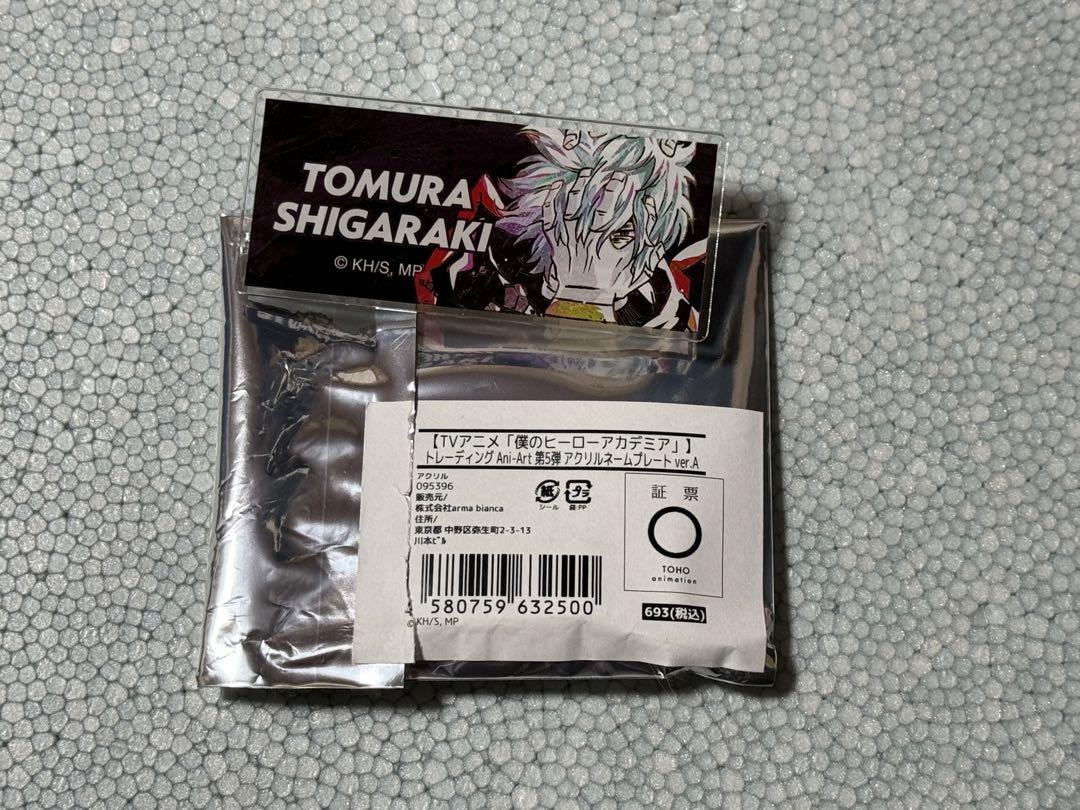 TOMURA
SHIGARAKI
© KH/S, MP
【TVアニメ「僕のヒーローアカデミア」】
トレーディング Ani-Art 第5弾 アクリルネームプレート ver.A
アクリル
095396
販売元/
株式会社arma bianca
住所/
東京都 中野区弥生町2-3-13
川本ビル
紙
シール
プラ
袋:PP
証 票
TOHO
animation
580759 632500
693(税込)
©KH/S, MP